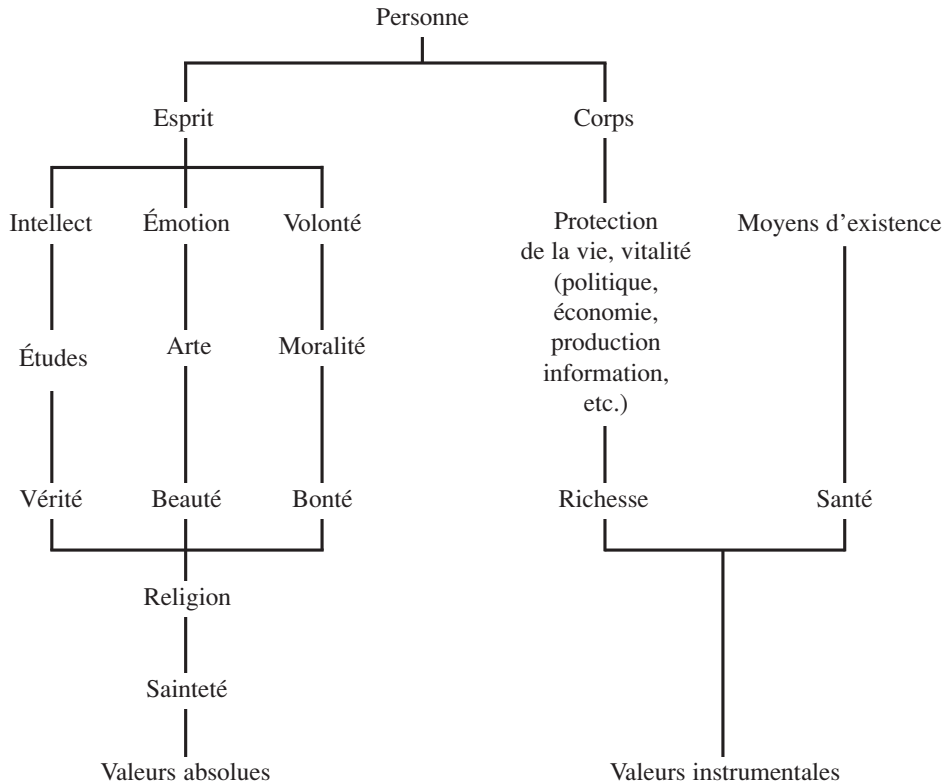 Personne
Esprit
Corps
Intellect
Émotion
Volonté
Protection
de la vie, vitalité
(politique,
économie,
production
information,
etc.)
Moyens d'existence
Études
Arte
Moralité
Vérité
Beauté
Bonté
Richesse
Santé
Religion
Sainteté
Valeurs absolues
Valeurs instrumentales